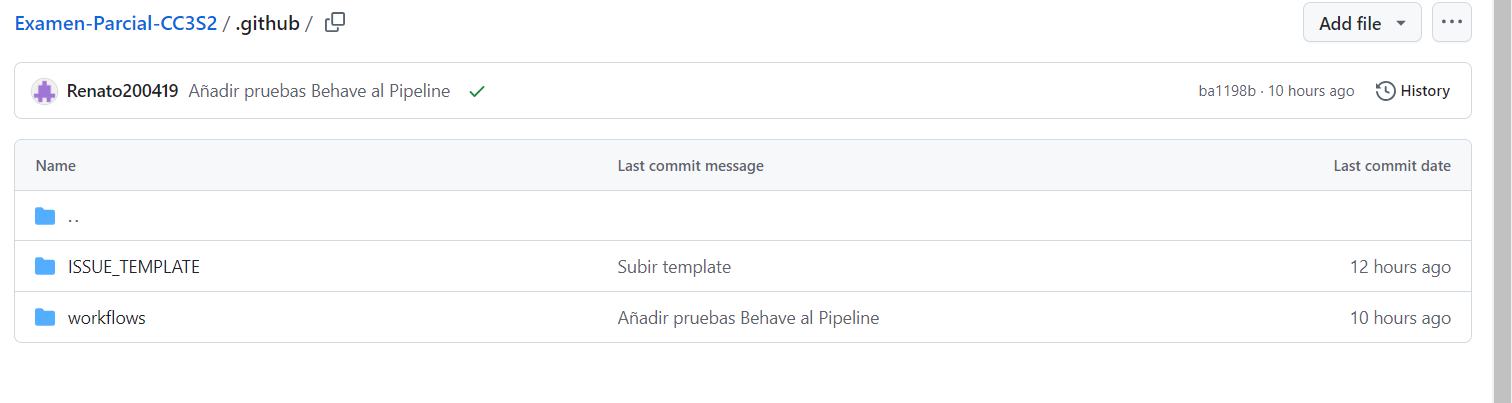 Examen-Parcial-CC3S2 / .github /
Add file
Renato200419 Añadir pruebas Behave al Pipeline
ba1198b · 10 hours ago
History
Name Last commit message Last commit date
..
ISSUE_TEMPLATE Subir template 12 hours ago
workflows Añadir pruebas Behave al Pipeline 10 hours ago